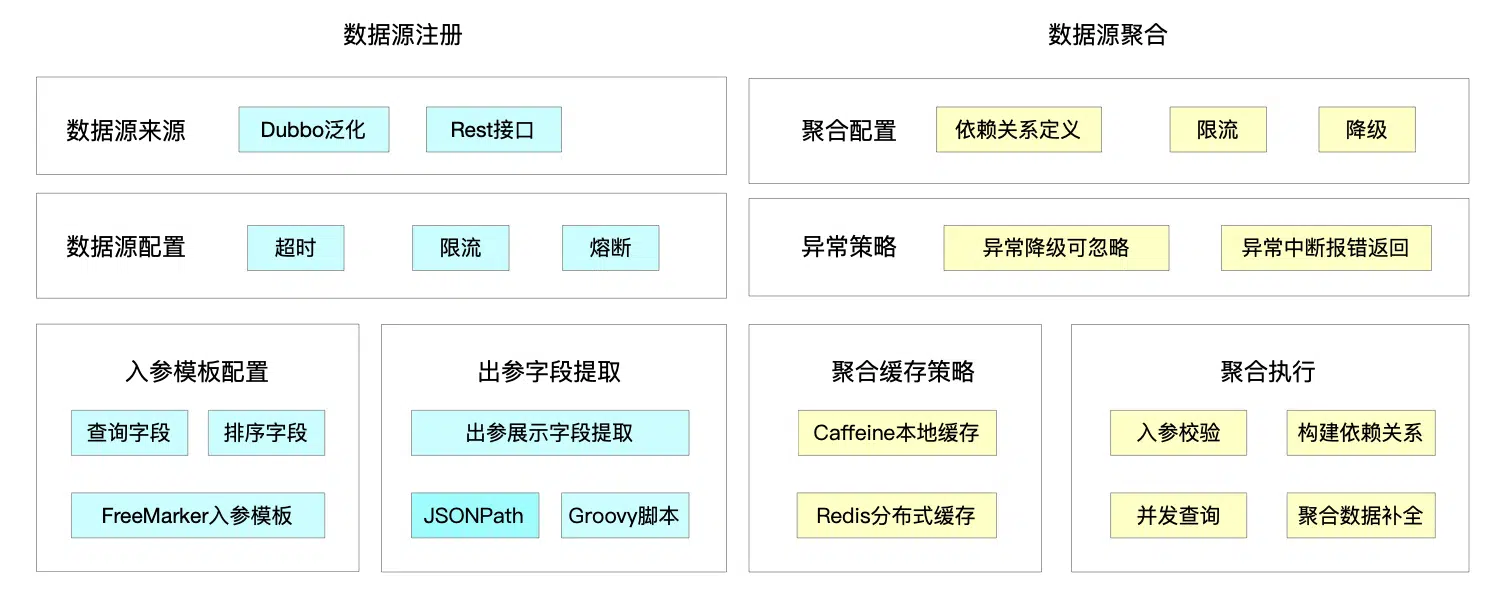 数据源注册
数据源来源
Dubbo泛化
Rest接口
数据源配置
超时
限流
熔断
入参模板配置
查询字段
排序字段
FreeMarker入参模板
出参字段提取
出参展示字段提取
JSONPath
Groovy脚本
数据源聚合
聚合配置
依赖关系定义
限流
降级
异常策略
异常降级可忽略
异常中断报错返回
聚合缓存策略
Caffeine本地缓存
Redis分布式缓存
聚合执行
入参校验
构建依赖关系
并发查询
聚合数据补全